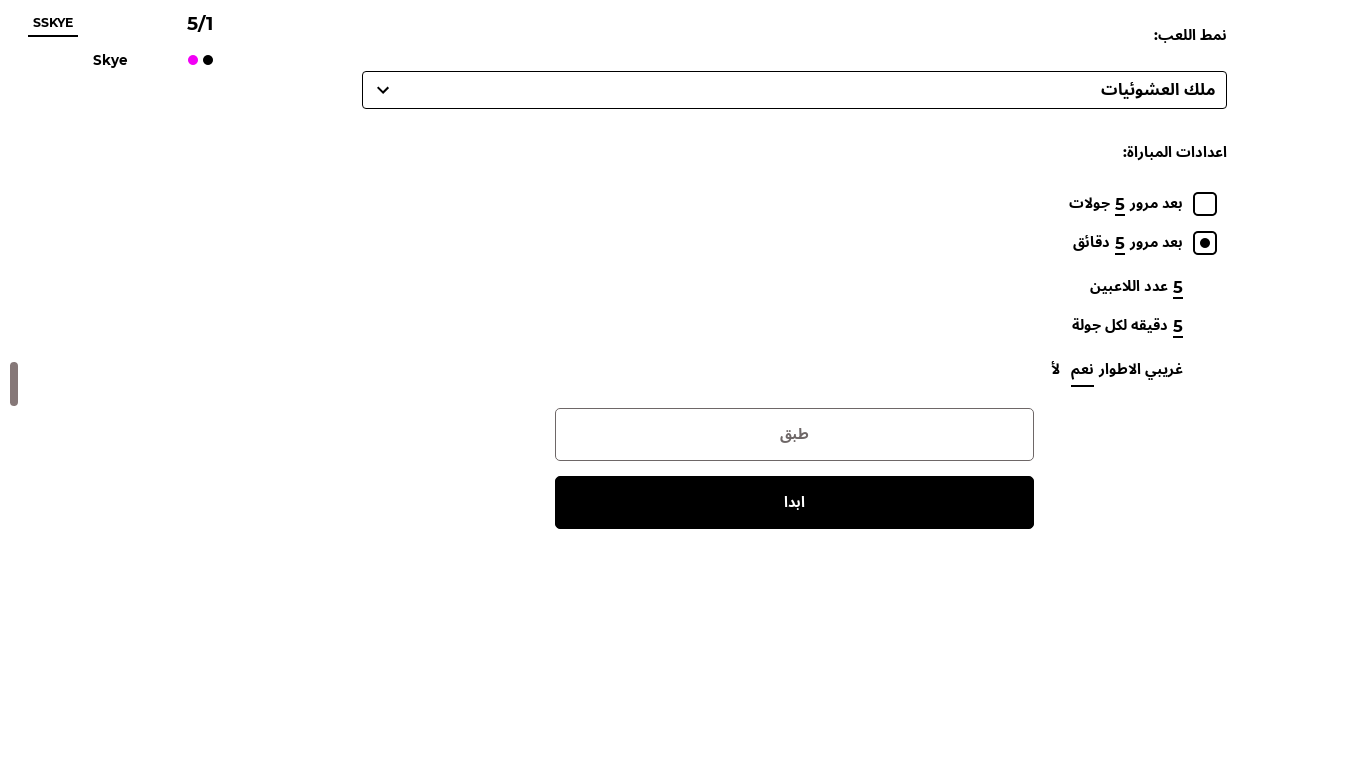 SSKYE
5/1
Skye
نمط اللعب:
ملك العشوئيات
اعدادات المباراة:
بعد مرور 5 جولات
بعد مرور 5 دقائق
5 عدد اللاعبين
5 دقيقه لكل جولة
غريبي الاطوار نعم لأ
طبق
ابدا